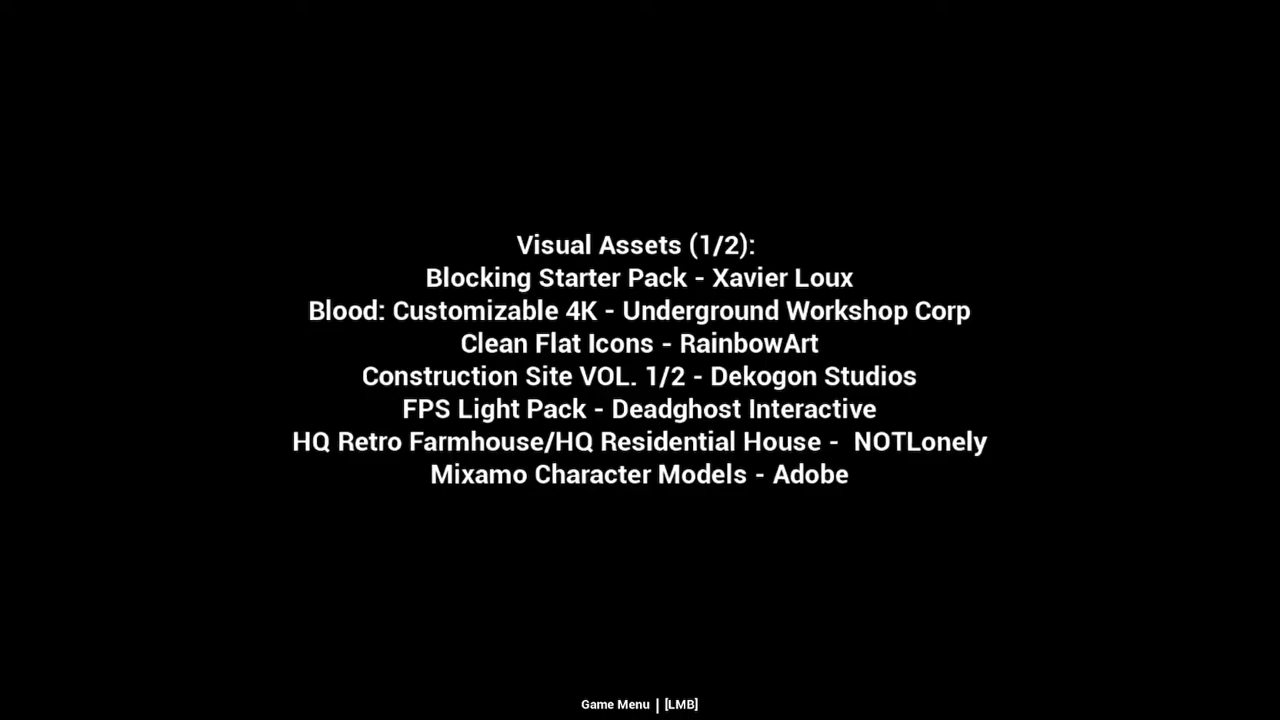 Visual Assets (1/2):
Blocking Starter Pack - Xavier Loux
Blood: Customizable 4K - Underground Workshop Corp
Clean Flat Icons - RainbowArt
Construction Site VOL. 1/2 - Dekogon Studios
FPS Light Pack - Deadghost Interactive
HQ Retro Farmhouse/HQ Residential House -  NOTLonely
Mixamo Character Models - Adobe
Game Menu | [LMB]